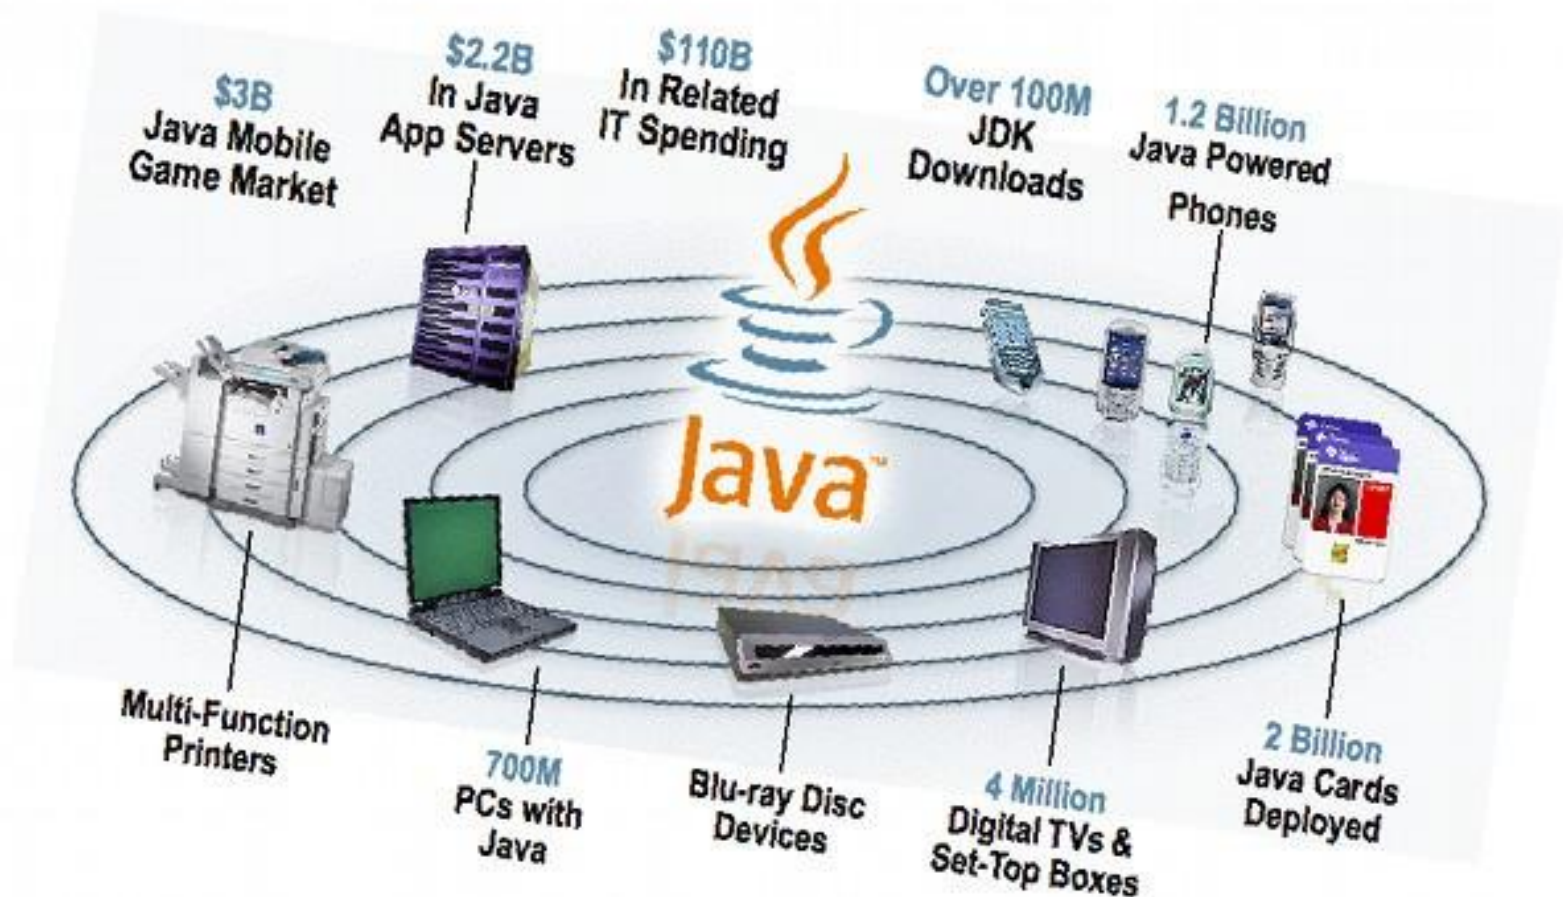 $3B
Java Mobile
Game Market
$2.2B
In Java
App Servers
$110B
In Related
IT Spending
Over 100M
JDK
Downloads
1.2 Billion
Java Powered
Phones
Java™
Multi-Function
Printers
700M
PCs with
Java
Blu-ray Disc
Devices
4 Million
Digital TVs &
Set-Top Boxes
2 Billion
Java Cards
Deployed